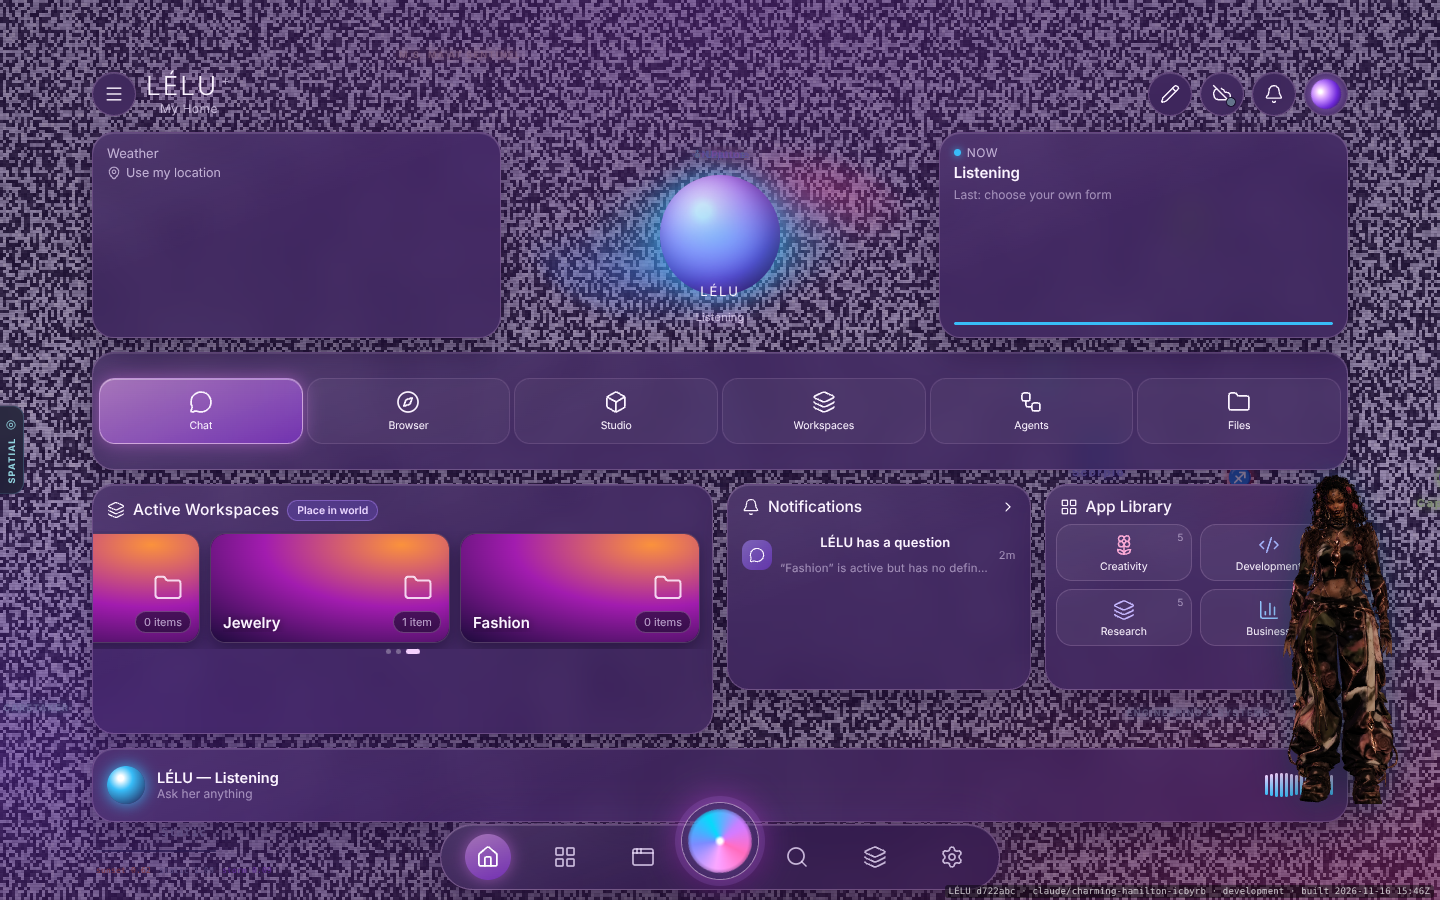 LÉLU
My Home
Weather
Use my location
NOW
Listening
Last: choose your own form
LÉLU
Listening
Chat
Browser
Studio
Workspaces
Agents
Files
SPATIAL
Active Workspaces
Place in world
0 items
Jewelry
1 item
Fashion
0 items
Notifications
LÉLU has a question
“Fashion” is active but has no defin...
2m
App Library
5
Creativity
Development
5
Research
Business
LÉLU — Listening
Ask her anything
LÉLU d722abc · claude/charming-hamilton-icbyrb · development · built 2026-11-16 15:46Z